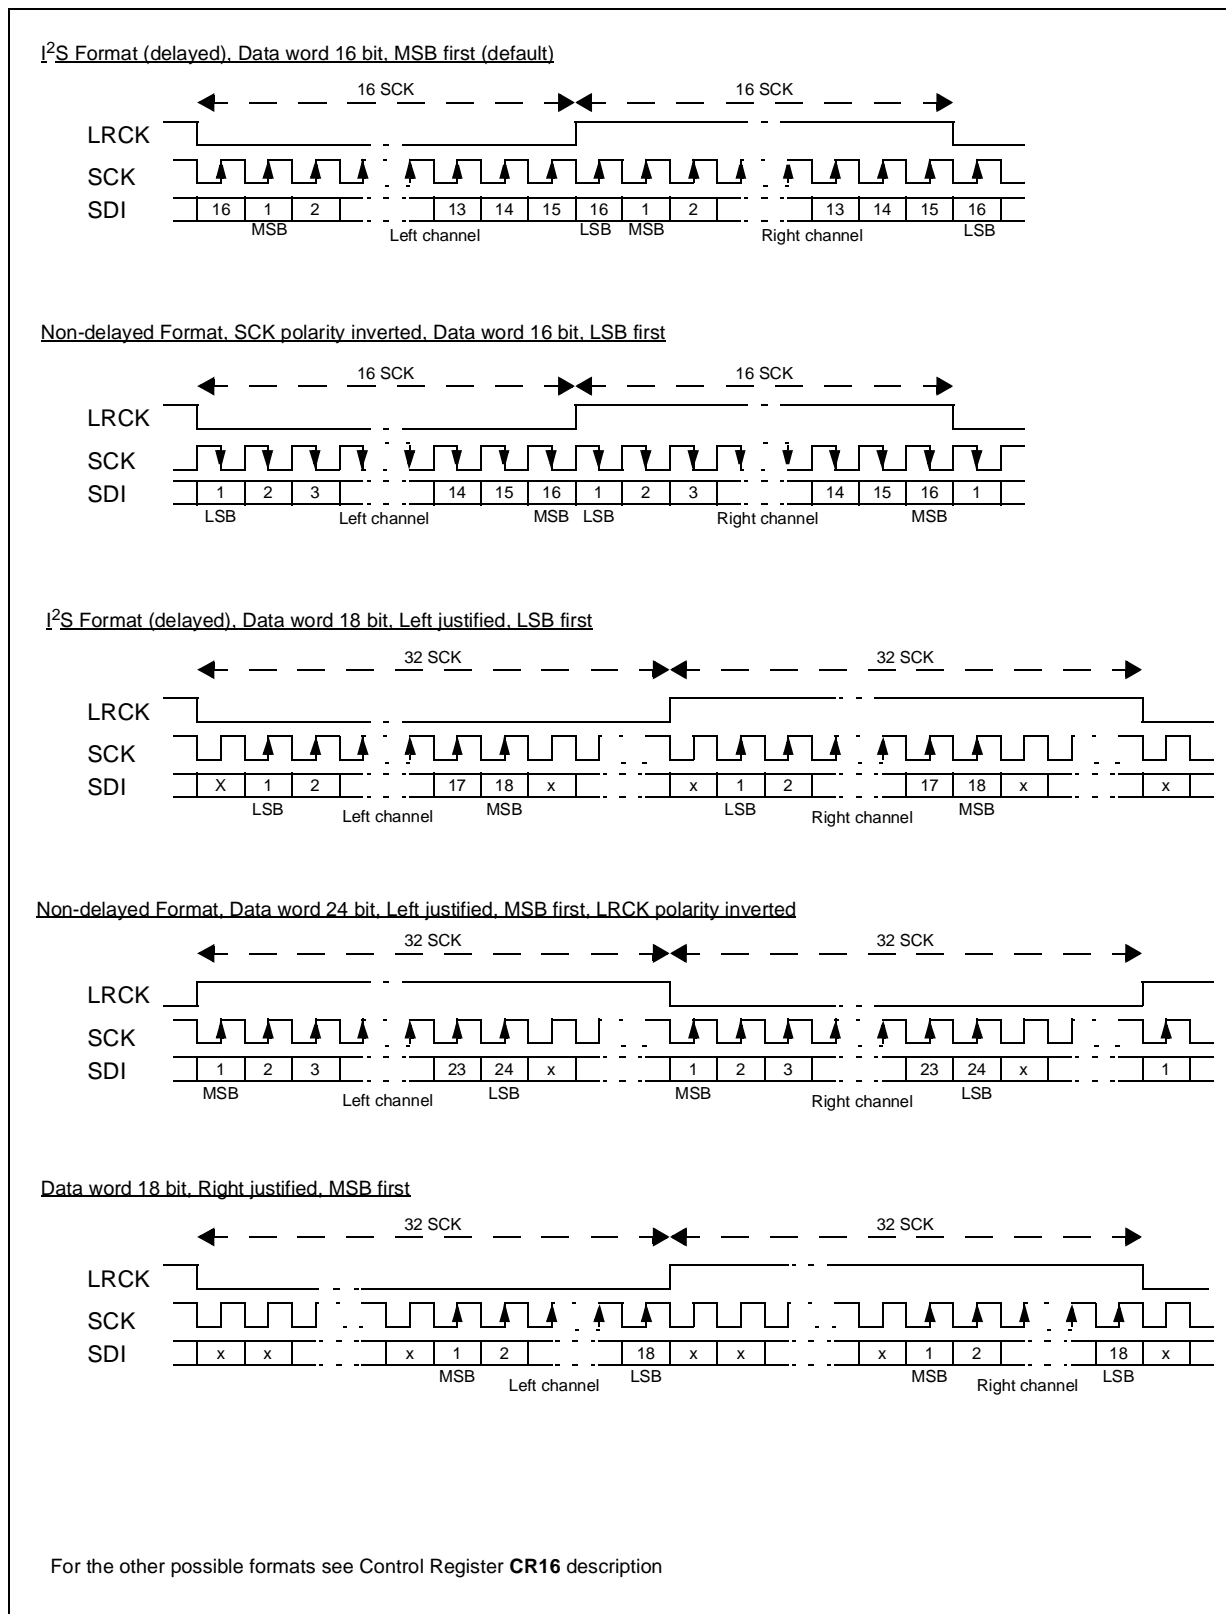 I²S Format (delayed), Data word 16 bit, MSB first (default)
16 SCK 16 SCK
LRCK
SCK
SDI 16 1 2 13 14 15 16 1 2 13 14 15 16
MSB Left channel LSB MSB Right channel LSB
Non-delayed Format, SCK polarity inverted, Data word 16 bit, LSB first
16 SCK 16 SCK
LRCK
SCK
SDI 1 2 3 14 15 16 1 2 3 14 15 16 1
LSB Left channel MSB LSB Right channel MSB
I²S Format (delayed), Data word 18 bit, Left justified, LSB first
32 SCK 32 SCK
LRCK
SCK
SDI X 1 2 17 18 x x 1 2 17 18 x x
LSB Left channel MSB LSB Right channel MSB
Non-delayed Format, Data word 24 bit, Left justified, MSB first, LRCK polarity inverted
32 SCK 32 SCK
LRCK
SCK
SDI 1 2 3 23 24 x 1 2 3 23 24 x 1
MSB Left channel LSB MSB Right channel LSB
Data word 18 bit, Right justified, MSB first
32 SCK 32 SCK
LRCK
SCK
SDI x x x 1 2 18 x x x 1 2 18 x
MSB Left channel LSB MSB Right channel LSB
For the other possible formats see Control Register CR16 description